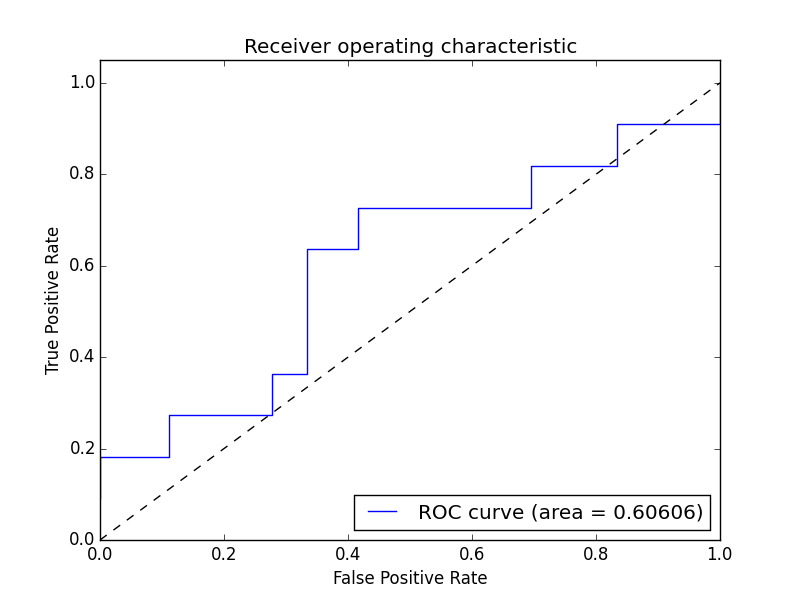 Receiver operating characteristic
1.0
0.8
0.6
0.4
0.2
0.0
True Positive Rate
ROC curve (area = 0.60606)
0.0 0.2 0.4 0.6 0.8 1.0
False Positive Rate